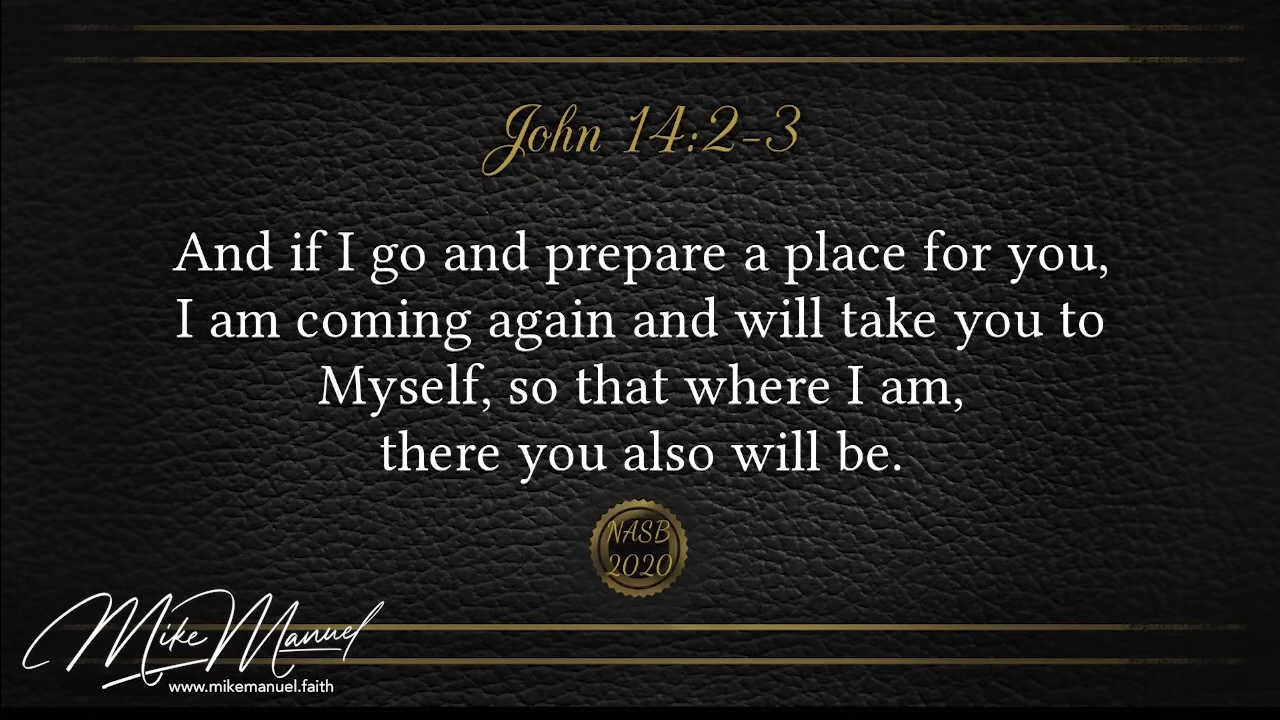 John 14:2-3
And if I go and prepare a place for you,
I am coming again and will take you to
Myself, so that where I am,
there you also will be.
NASB
2020
Mike Manuel
www.mikemanuel.faith